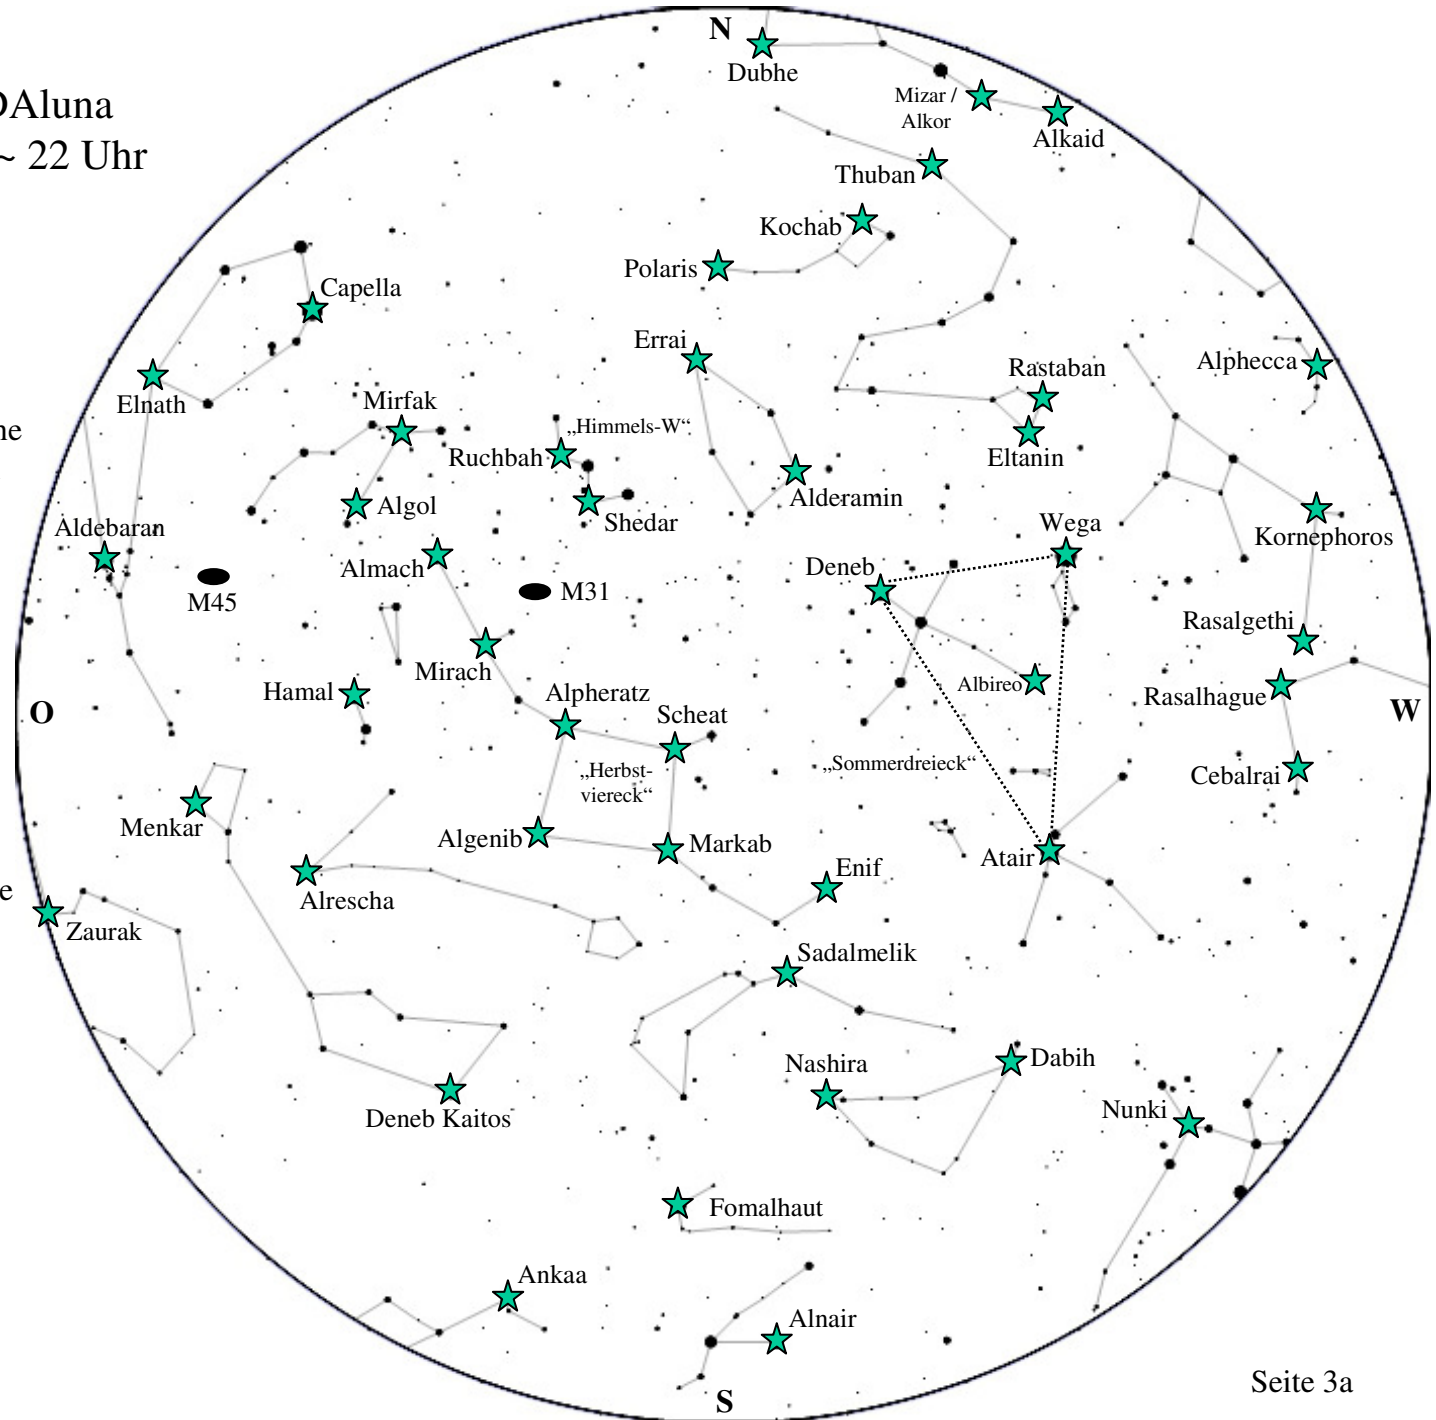 N
Dubhe
DAluna
~ 22 Uhr
Mizar /
Alkor
Alkaid
Thuban
Kochab
Polaris
Capella
Errai
Alphecca
Rastaban
Elnath
Mirfak
„Himmels-W“
Ruchbah
Eltanin
Algol
Alderamin
Shedar
Wega
Kornephoros
Aldebaran
Almach
Deneb
M45
M31
Rasalgethi
Mirach
Hamal
Alpheratz
Albireo
Rasalhague
O
Scheat
W
„Herbst-
viereck“
„Sommerdreieck“
Cebalrai
Menkar
Algenib
Markab
Atair
Enif
Alrescha
Zaurak
Sadalmelik
Nashira
Dabih
Deneb Kaitos
Nunki
Fomalhaut
Ankaa
Alnair
Seite 3a
S